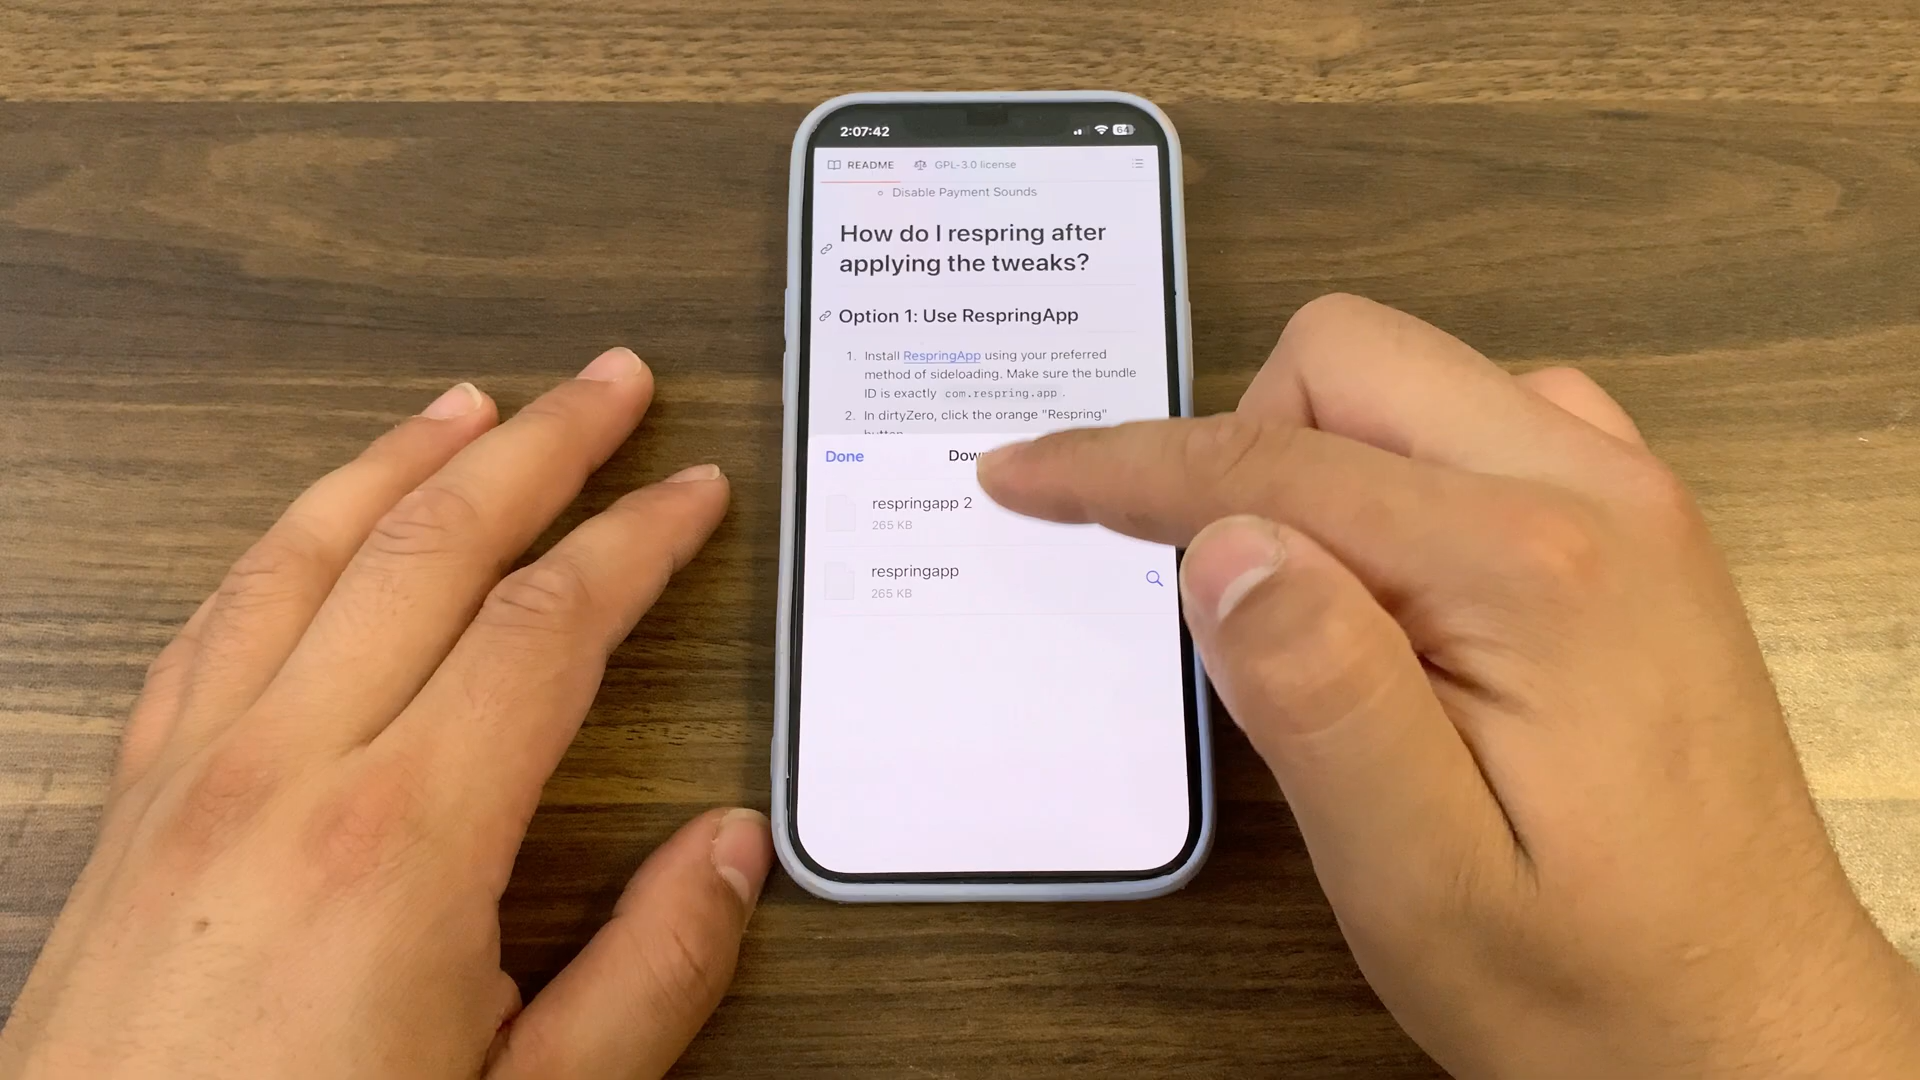 2:07:42
64
README
GPL-3.0 license
Disable Payment Sounds
How do I respring after
applying the tweaks?
Option 1: Use RespringApp
1. Install RespringApp using your preferred
method of sideloading. Make sure the bundle
ID is exactly com.respring.app.
2. In dirtyZero, click the orange "Respring"
Done
respringapp 2
265 KB
respringapp
265 KB